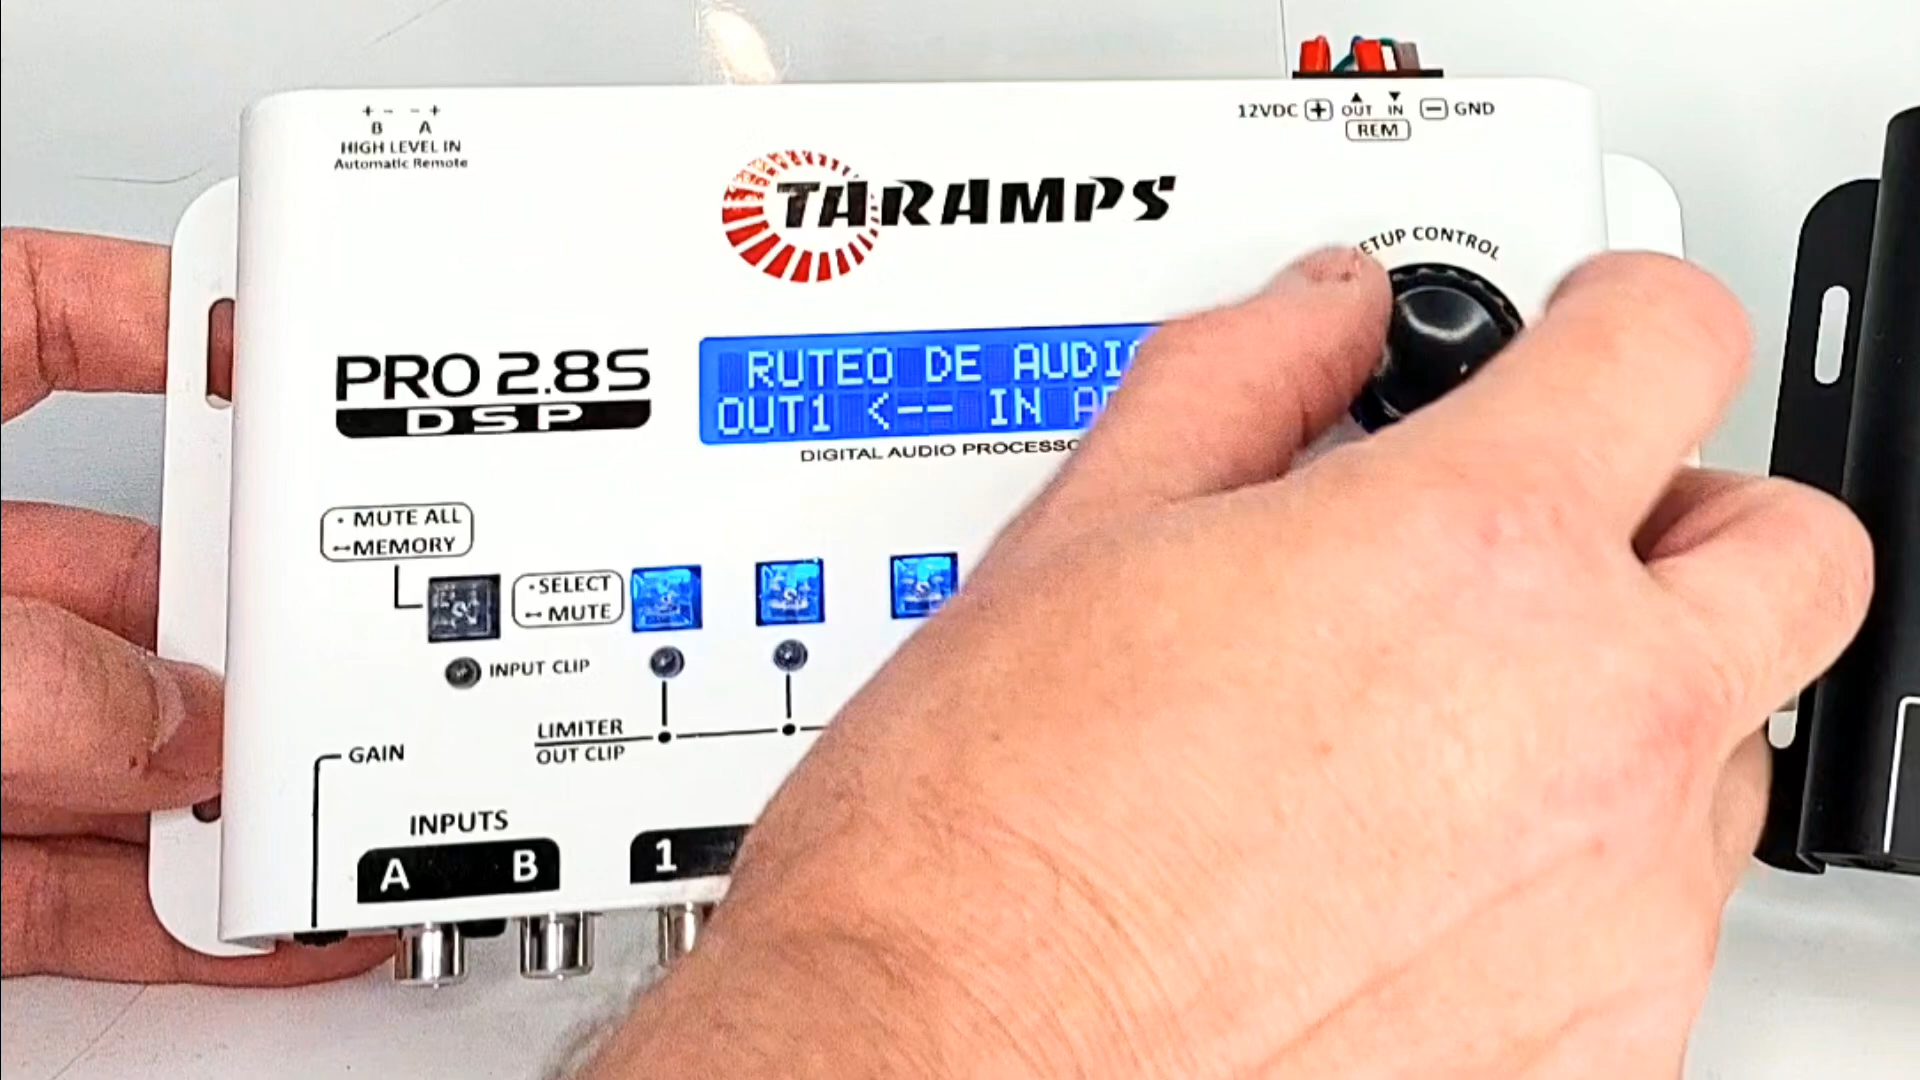 + - - +
B A
HIGH LEVEL IN
Automatic Remote
12VDC + OUT IN - GND
REM
TARAMPS
ETUP CONTROL
PRO 2.8S
DSP
RUTEO DE AUDI
OUT1 <-- IN
DIGITAL AUDIO PROCESSO
• MUTE ALL
↔MEMORY
•SELECT
↔ MUTE
INPUT CLIP
LIMITER
OUT CLIP
GAIN
INPUTS
A B
1